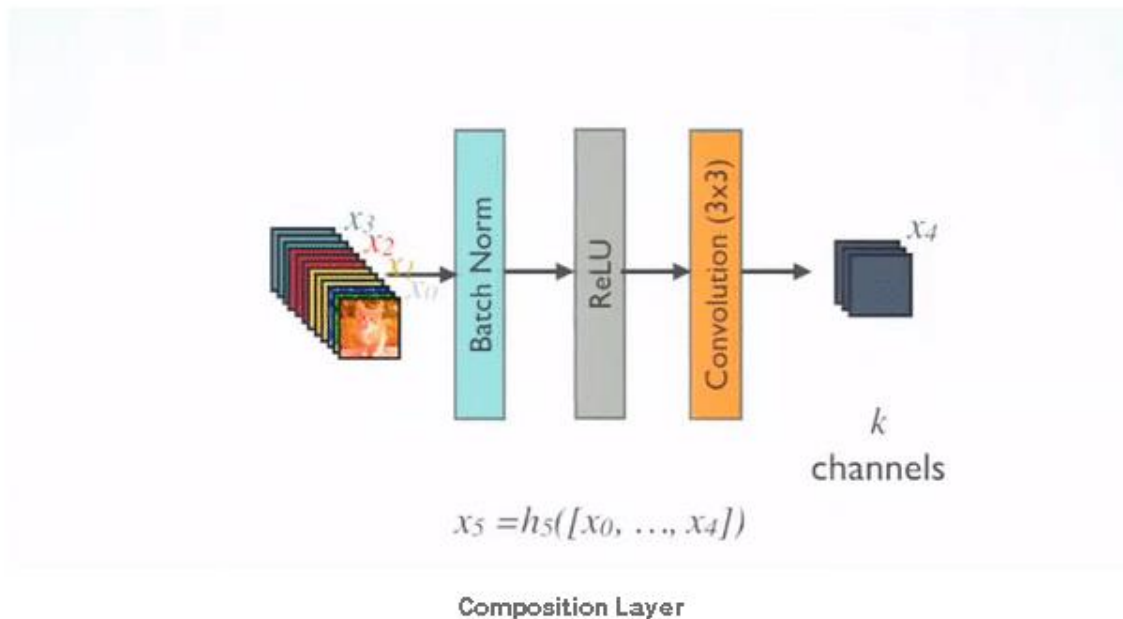 x3
x2
x1
x0
Batch Norm
ReLU
Convolution (3x3)
x4
k
channels
x5 =h5([x0, ..., x4])
Composition Layer